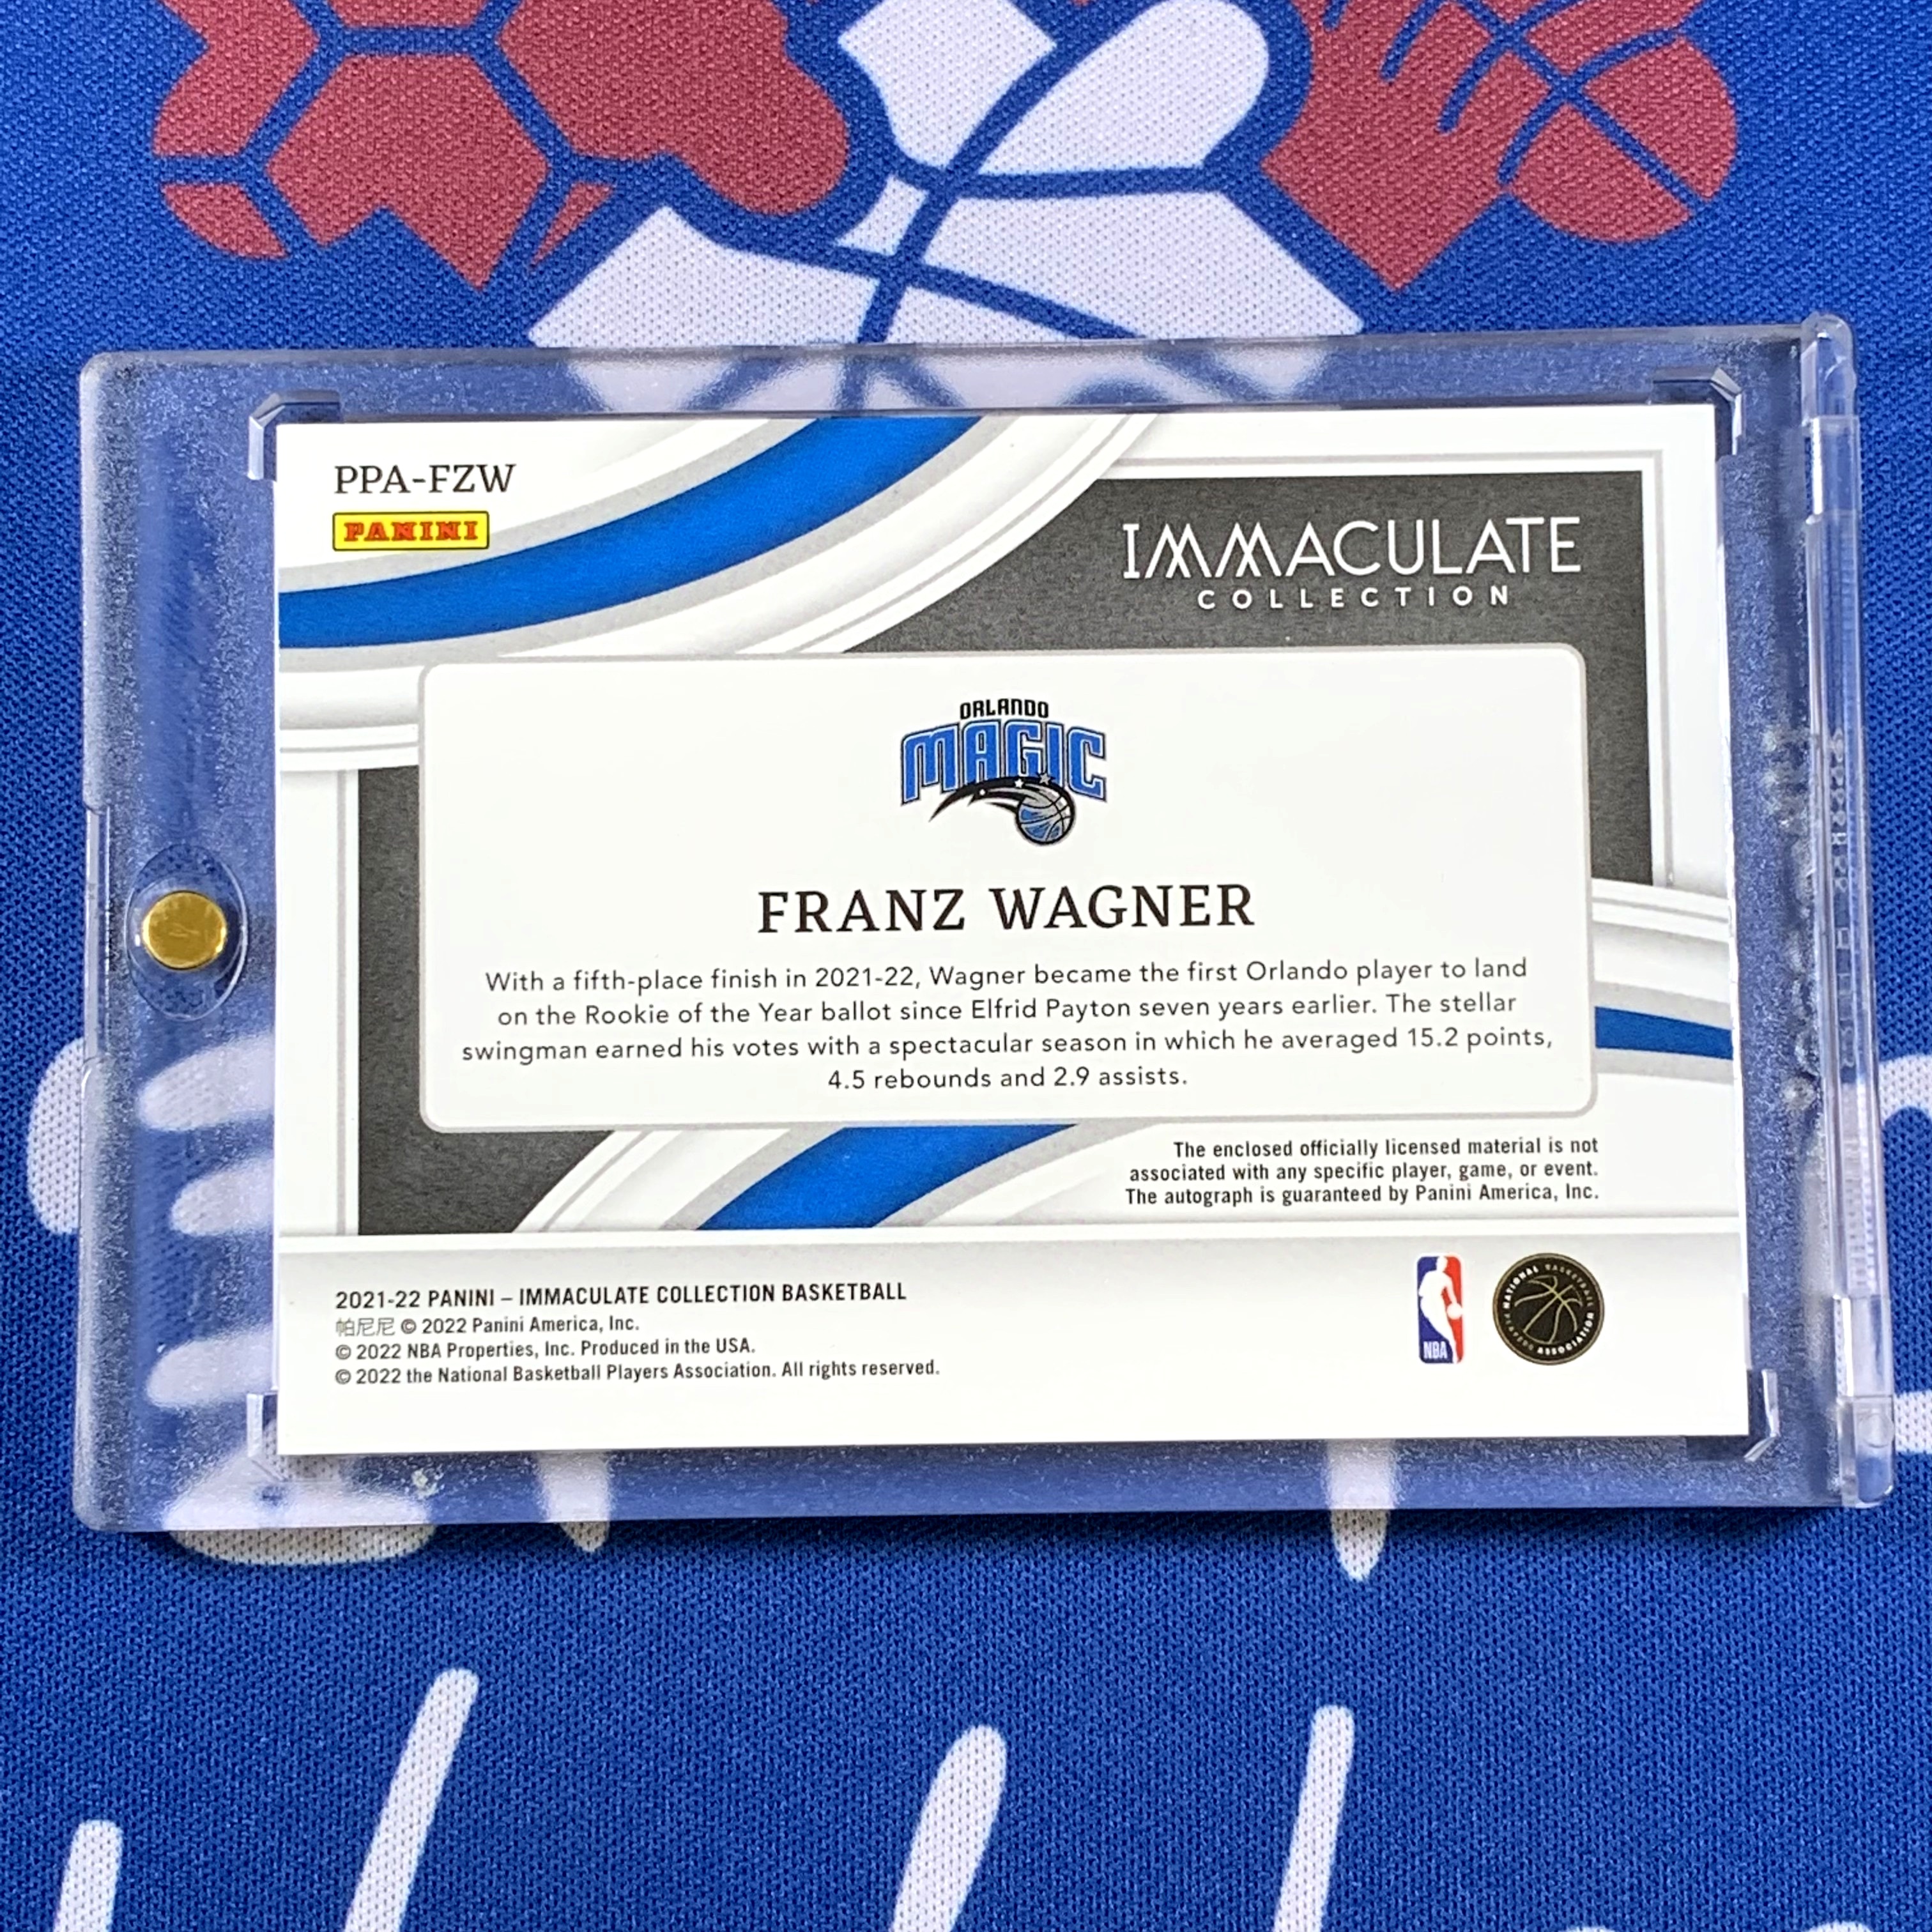 PPA-FZW
PANINI
IMMACULATE
COLLECTION
ORLANDO
MAGIC
FRANZ WAGNER
With a fifth-place finish in 2021-22, Wagner became the first Orlando player to land
on the Rookie of the Year ballot since Elfrid Payton seven years earlier. The stellar
swingman earned his votes with a spectacular season in which he averaged 15.2 points,
4.5 rebounds and 2.9 assists.
The enclosed officially licensed material is not
associated with any specific player, game, or event.
The autograph is guaranteed by Panini America, Inc.
2021-22 PANINI – IMMACULATE COLLECTION BASKETBALL
帕尼尼 © 2022 Panini America, Inc.
© 2022 NBA Properties, Inc. Produced in the USA.
© 2022 the National Basketball Players Association. All rights reserved.
NBA
NATIONAL BASKETBALL PLAYERS ASSOCIATION